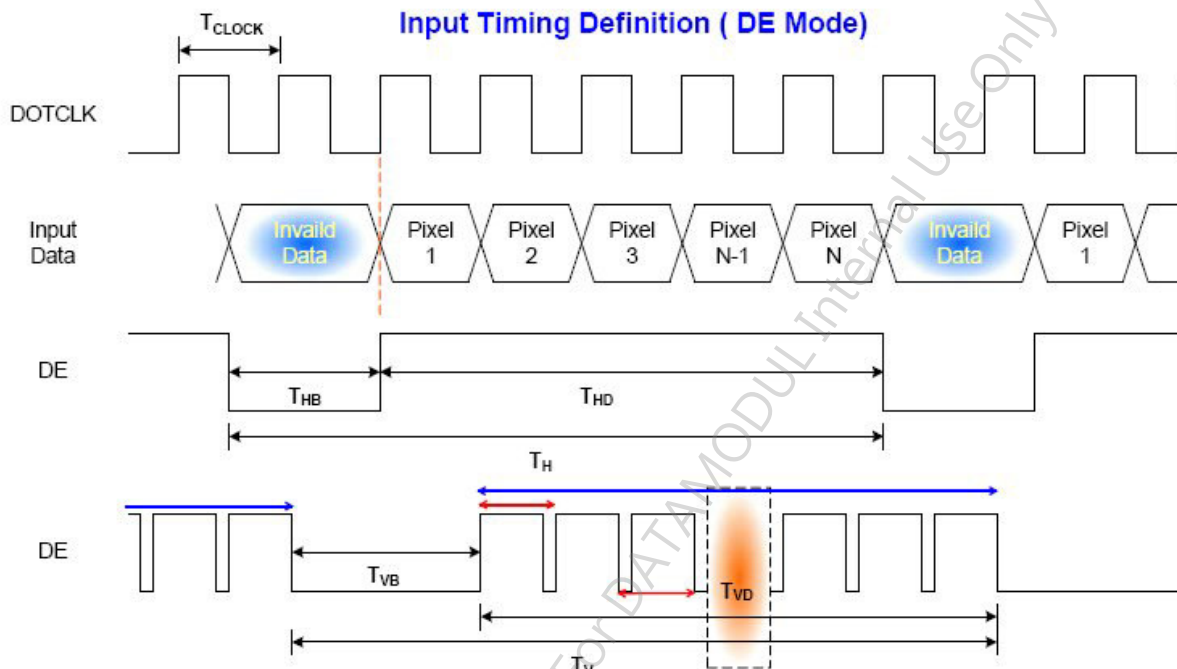 Input Timing Definition ( DE Mode)
TCLOCK
DOTCLK
Input
Data
Invaild
Data
Pixel
1
Pixel
2
Pixel
3
Pixel
N-1
Pixel
N
Invaild
Data
Pixel
1
DE
THB
THD
TH
DE
TVB
TVD
TV
For DATAMODUL Internal Use Only